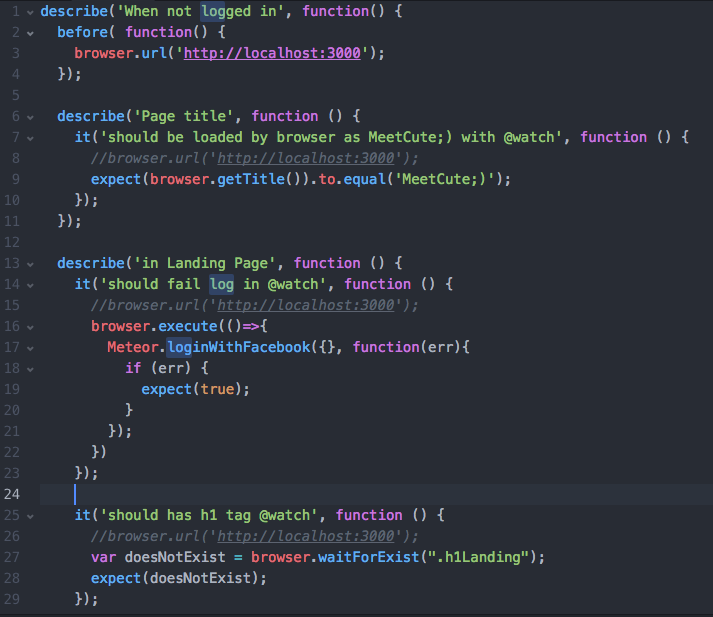 1 describe('When not logged in', function() {
2 before( function() {
3 browser.url('http://localhost:3000');
4 });
5
6 describe('Page title', function () {
7 it('should be loaded by browser as MeetCute;) with @watch', function () {
8 //browser.url('http://localhost:3000');
9 expect(browser.getTitle()).to.equal('MeetCute;)');
10 });
11 });
12
13 describe('in Landing Page', function () {
14 it('should fail log in @watch', function () {
15 //browser.url('http://localhost:3000');
16 browser.execute(()=>{
17 Meteor.loginWithFacebook({}, function(err){
18 if (err) {
19 expect(true);
20 }
21 });
22 })
23 });
24
25 it('should has h1 tag @watch', function () {
26 //browser.url('http://localhost:3000');
27 var doesNotExist = browser.waitForExist(".h1Landing");
28 expect(doesNotExist);
29 });